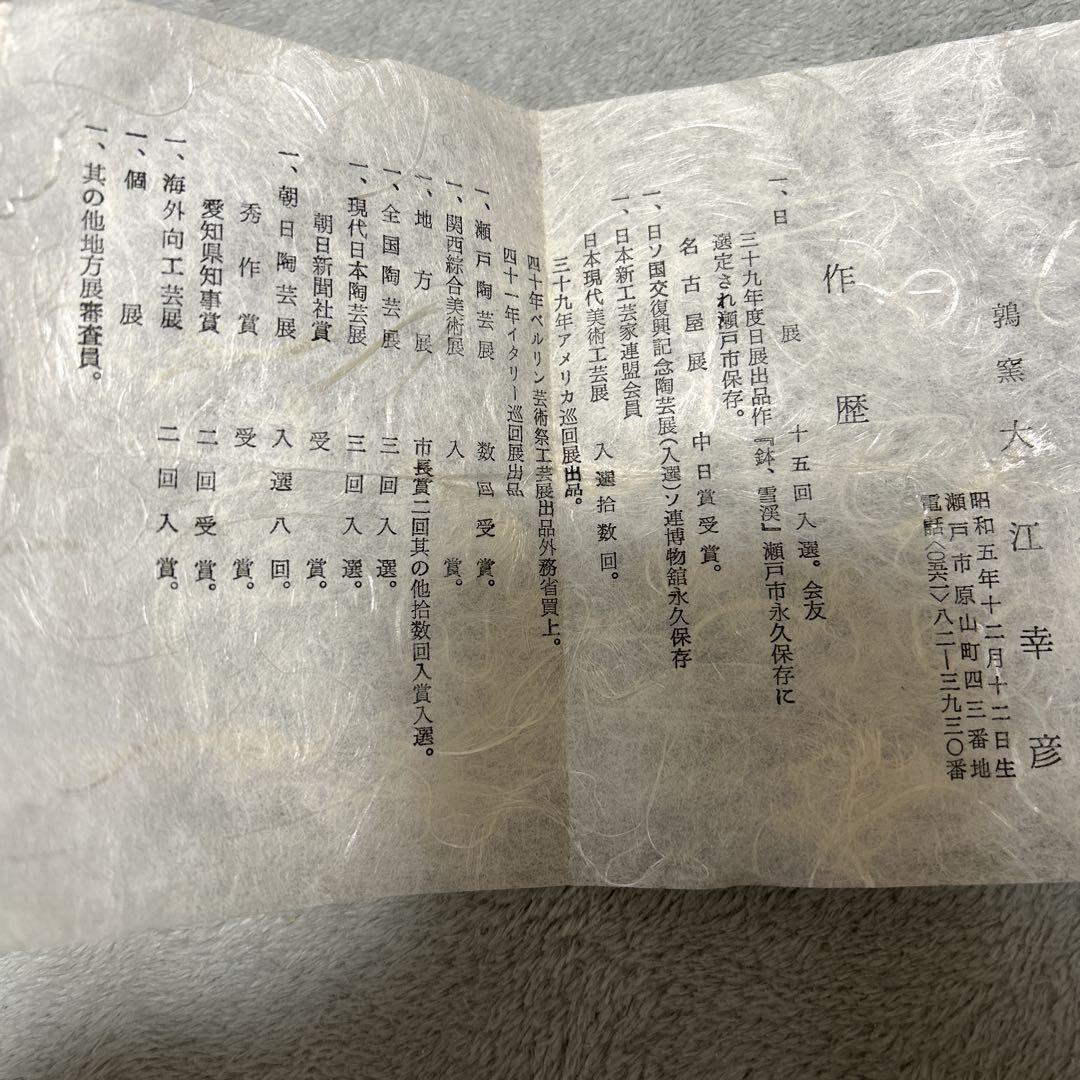 鶉窯 大江幸彦
昭和五年十二月十二日生
瀬戸市原山町四三番地
電話〈〇五六一〉八二―三九三〇番
作歴
一、日展 十五回入選。会友
三十九年度日展出品作『鉢、雪渓』瀬戸市永久保存に
選定され瀬戸市保存。
名古屋展 中日賞受賞。
一、日ソ国交復興記念陶芸展(入選)ソ連博物舘永久保存
一、日本新工芸家連盟会員
日本現代美術工芸展 入選拾数回。
三十九年アメリカ巡回展出品。
四十年ベルリン芸術祭工芸展出品外務省買上。
四十一年イタリー巡回展出品
一、瀬戸陶芸展 数回受賞。
一、関西綜合美術展 入賞。
一、地方展 市長賞二回其の他拾数回入賞入選。
一、全国陶芸展 三回入選。
一、現代日本陶芸展 三回入選。
朝日新聞社賞 受賞。
一、朝日陶芸展 入選八回。
秀作賞 受賞。
愛知県知事賞 二回受賞。
一、海外向工芸展 二回入賞。
一、個展
一、其の他地方展審査員。